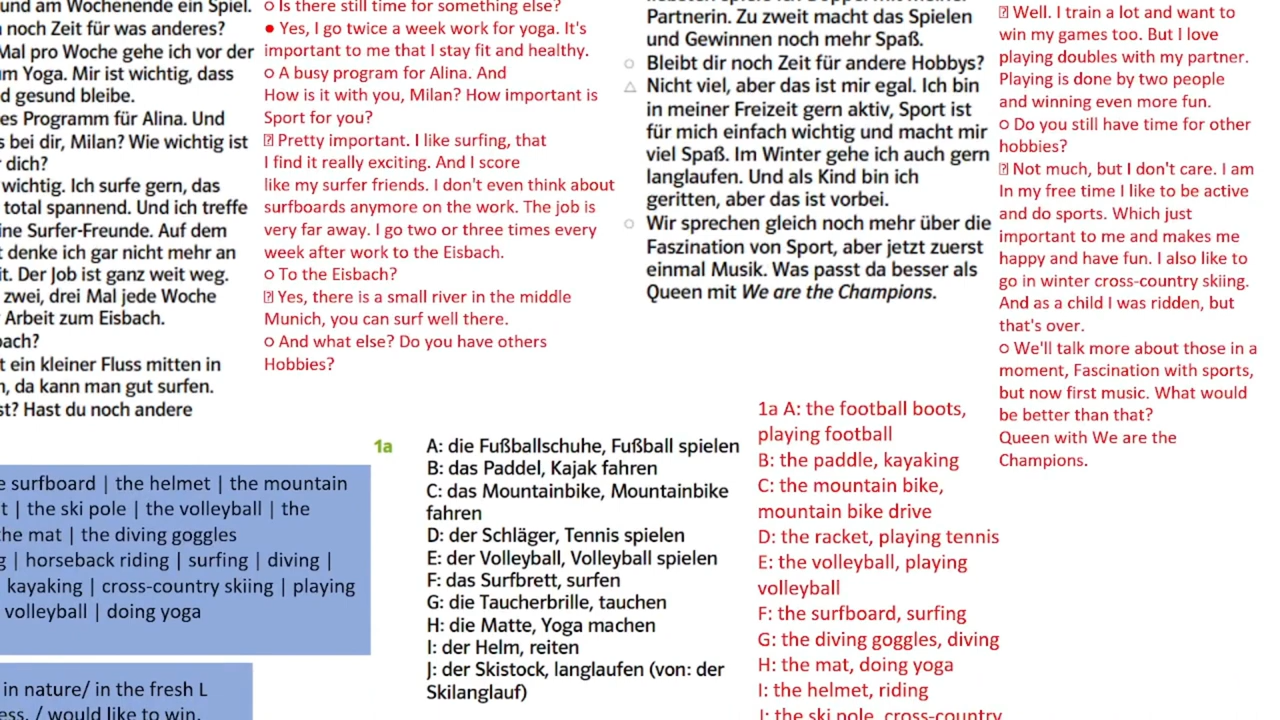 und am Wochenende ein Spiel.
noch Zeit für was anderes?
Mal pro Woche gehe ich vor der
um Yoga. Mir ist wichtig, dass
d gesund bleibe.
es Programm für Alina. Und
s bei dir, Milan? Wie wichtig ist
dich?
wichtig. Ich surfe gern, das
total spannend. Und ich treffe
ine Surfer-Freunde. Auf dem
t denke ich gar nicht mehr an
it. Der Job ist ganz weit weg.
zwei, drei Mal jede Woche
Arbeit zum Eisbach.
bach?
t ein kleiner Fluss mitten in
n, da kann man gut surfen.
st? Hast du noch andere
○ Is there still time for something else?
● Yes, I go twice a week work for yoga. It's
important to me that I stay fit and healthy.
○ A busy program for Alina. And
How is it with you, Milan? How important is
Sport for you?
Pretty important. I like surfing, that
I find it really exciting. And I score
like my surfer friends. I don't even think about
surfboards anymore on the work. The job is
very far away. I go two or three times every
week after work to the Eisbach.
○ To the Eisbach?
Yes, there is a small river in the middle
Munich, you can surf well there.
○ And what else? Do you have others
Hobbies?
Partnerin. Zu zweit macht das Spielen
und Gewinnen noch mehr Spaß.
○ Bleibt dir noch Zeit für andere Hobbys?
△ Nicht viel, aber das ist mir egal. Ich bin
in meiner Freizeit gern aktiv, Sport ist
für mich einfach wichtig und macht mir
viel Spaß. Im Winter gehe ich auch gern
langlaufen. Und als Kind bin ich
geritten, aber das ist vorbei.
○ Wir sprechen gleich noch mehr über die
Faszination von Sport, aber jetzt zuerst
einmal Musik. Was passt da besser als
Queen mit We are the Champions.
Well. I train a lot and want to
win my games too. But I love
playing doubles with my partner.
Playing is done by two people
and winning even more fun.
○ Do you still have time for other
hobbies?
Not much, but I don't care. I am
In my free time I like to be active
and do sports. Which just
important to me and makes me
happy and have fun. I also like to
go in winter cross-country skiing.
And as a child I was ridden, but
that's over.
○ We'll talk more about those in a
moment, Fascination with sports,
but now first music. What would
be better than that?
Queen with We are the
Champions.
1a
A: die Fußballschuhe, Fußball spielen
B: das Paddel, Kajak fahren
C: das Mountainbike, Mountainbike
fahren
D: der Schläger, Tennis spielen
E: der Volleyball, Volleyball spielen
F: das Surfbrett, surfen
G: die Taucherbrille, tauchen
H: die Matte, Yoga machen
I: der Helm, reiten
J: der Skistock, langlaufen (von: der
Skilanglauf)
1a A: the football boots,
playing football
B: the paddle, kayaking
C: the mountain bike,
mountain bike drive
D: the racket, playing tennis
E: the volleyball, playing
volleyball
F: the surfboard, surfing
G: the diving goggles, diving
H: the mat, doing yoga
I: the helmet, riding
J: the ski pole, cross-country
e surfboard | the helmet | the mountain
t | the ski pole | the volleyball | the
the mat | the diving goggles
g | horseback riding | surfing | diving |
kayaking | cross-country skiing | playing
volleyball | doing yoga
in nature/ in the fresh L
ess. / would like to win.